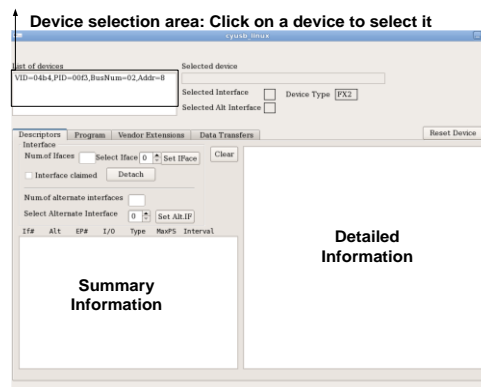 Device selection area: Click on a device to select it
cyusb_linux
List of devices
Selected device
VID=04b4,PID=00f3,BusNum=02,Addr=8
Selected Interface
Device Type FX2
Selected Alt Interface
Descriptors Program Vendor Extensions Data Transfers
Reset Device
Interface
Num.of Ifaces Select Iface 0 Set IFace Clear
Interface claimed Detach
Num.of alternate interfaces
Select Alternate Interface 0 Set Alt.IF
If# Alt EP# I/O Type MaxPS Interval
Summary
Information
Detailed
Information